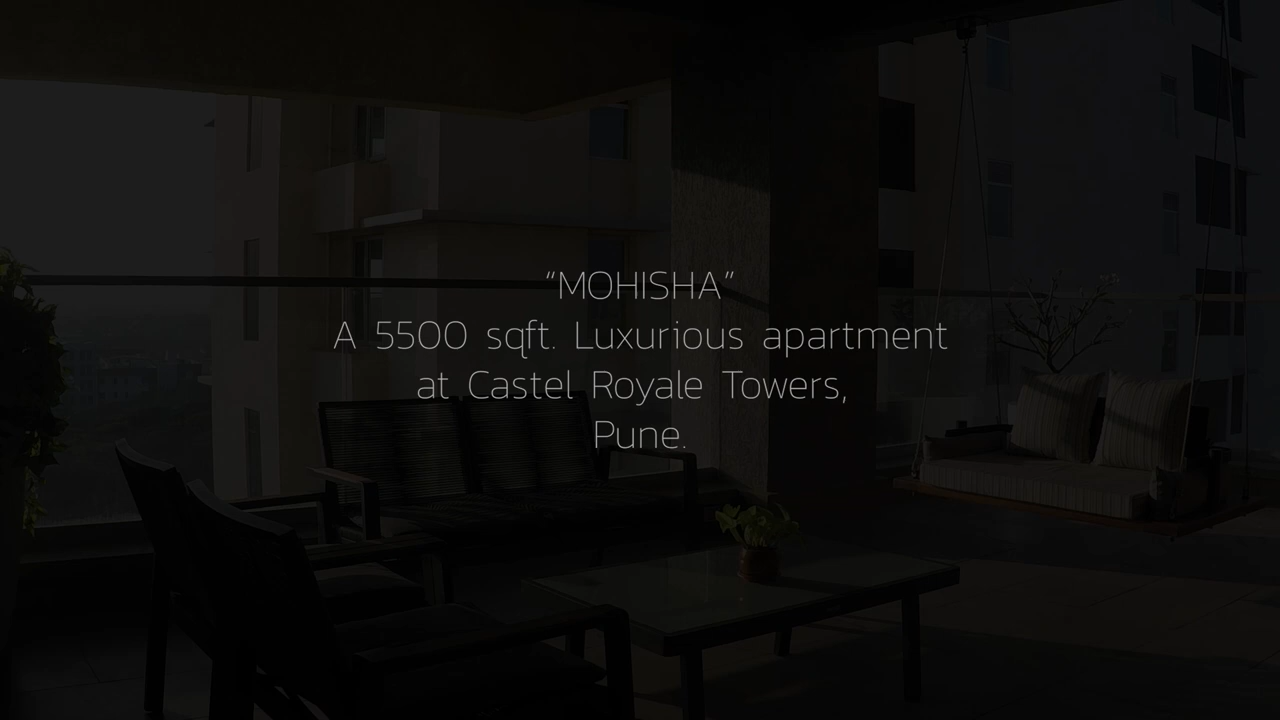 “MOHISHA”
A 5500 sqft. Luxurious apartment
at Castel Royale Towers,
Pune.